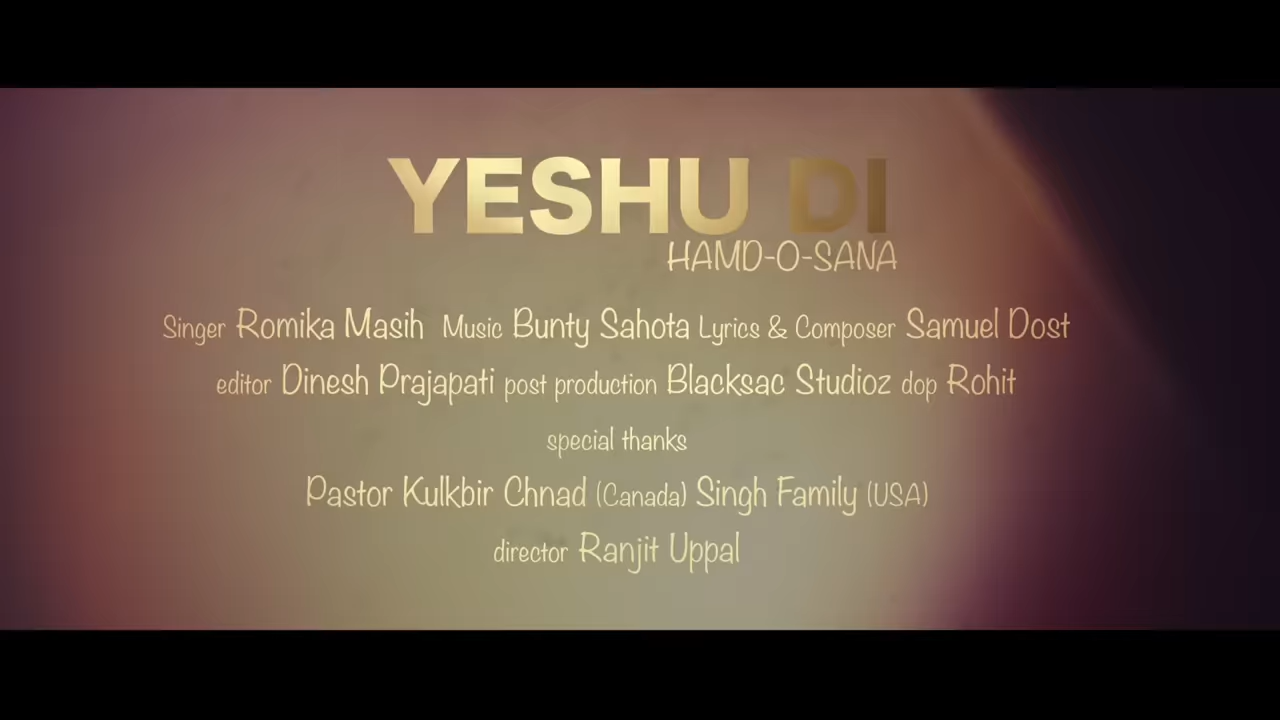 YESHU DI
HAMD-O-SANA
Singer Romika Masih Music Bunty Sahota Lyrics & Composer Samuel Dost
editor Dinesh Prajapati post production Blacksac Studioz dop Rohit
special thanks
Pastor Kulkbir Chnad (Canada) Singh Family (USA)
director Ranjit Uppal